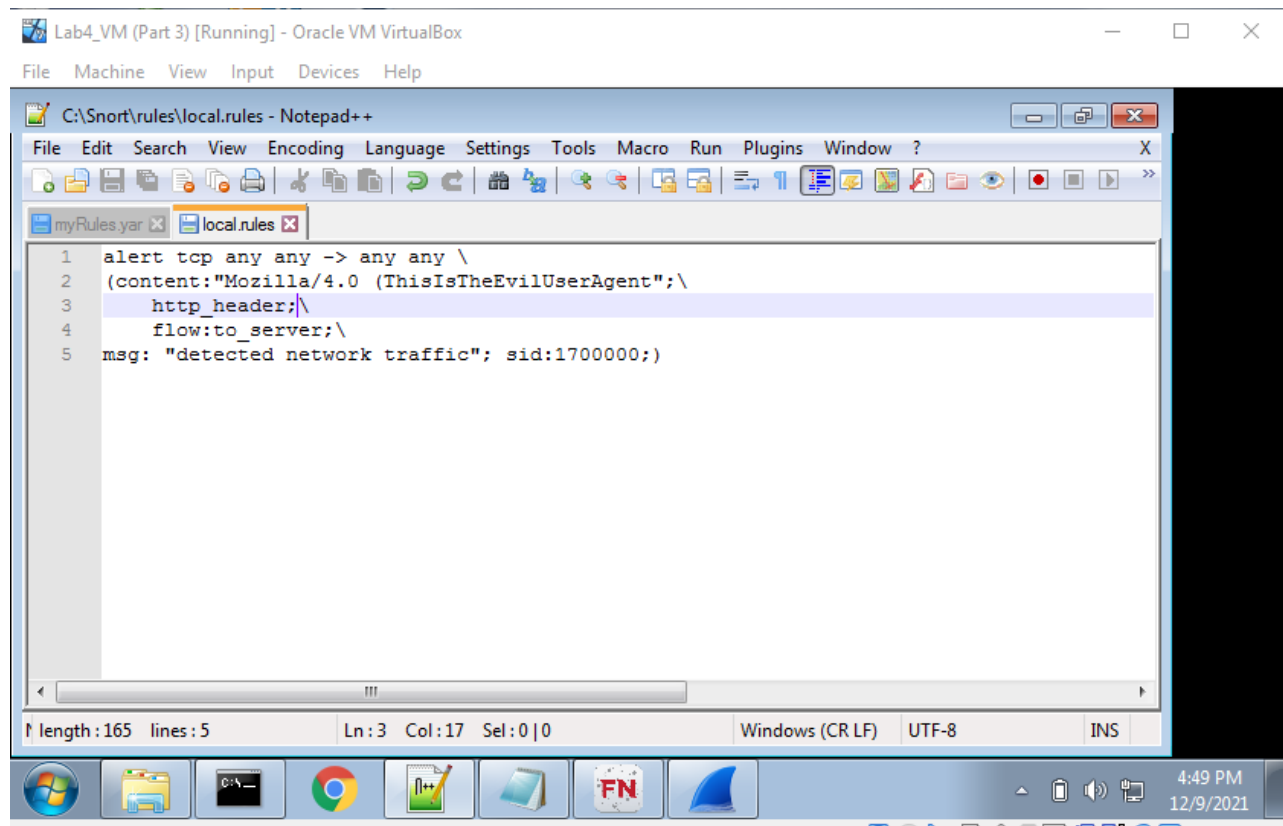 Lab4_VM (Part 3) [Running] - Oracle VM VirtualBox
File Machine View Input Devices Help
C:\Snort\rules\local.rules - Notepad++
File Edit Search View Encoding Language Settings Tools Macro Run Plugins Window ? X
myRules.yar local.rules
1 alert tcp any any -> any any \
2 (content:"Mozilla/4.0 (ThisIsTheEvilUserAgent";\
3 http_header;\
4 flow:to_server;\
5 msg: "detected network traffic"; sid:1700000;)
length : 165 lines : 5 Ln : 3 Col : 17 Sel : 0 | 0 Windows (CR LF) UTF-8 INS
C:\_
n++
FN
4:49 PM
12/9/2021